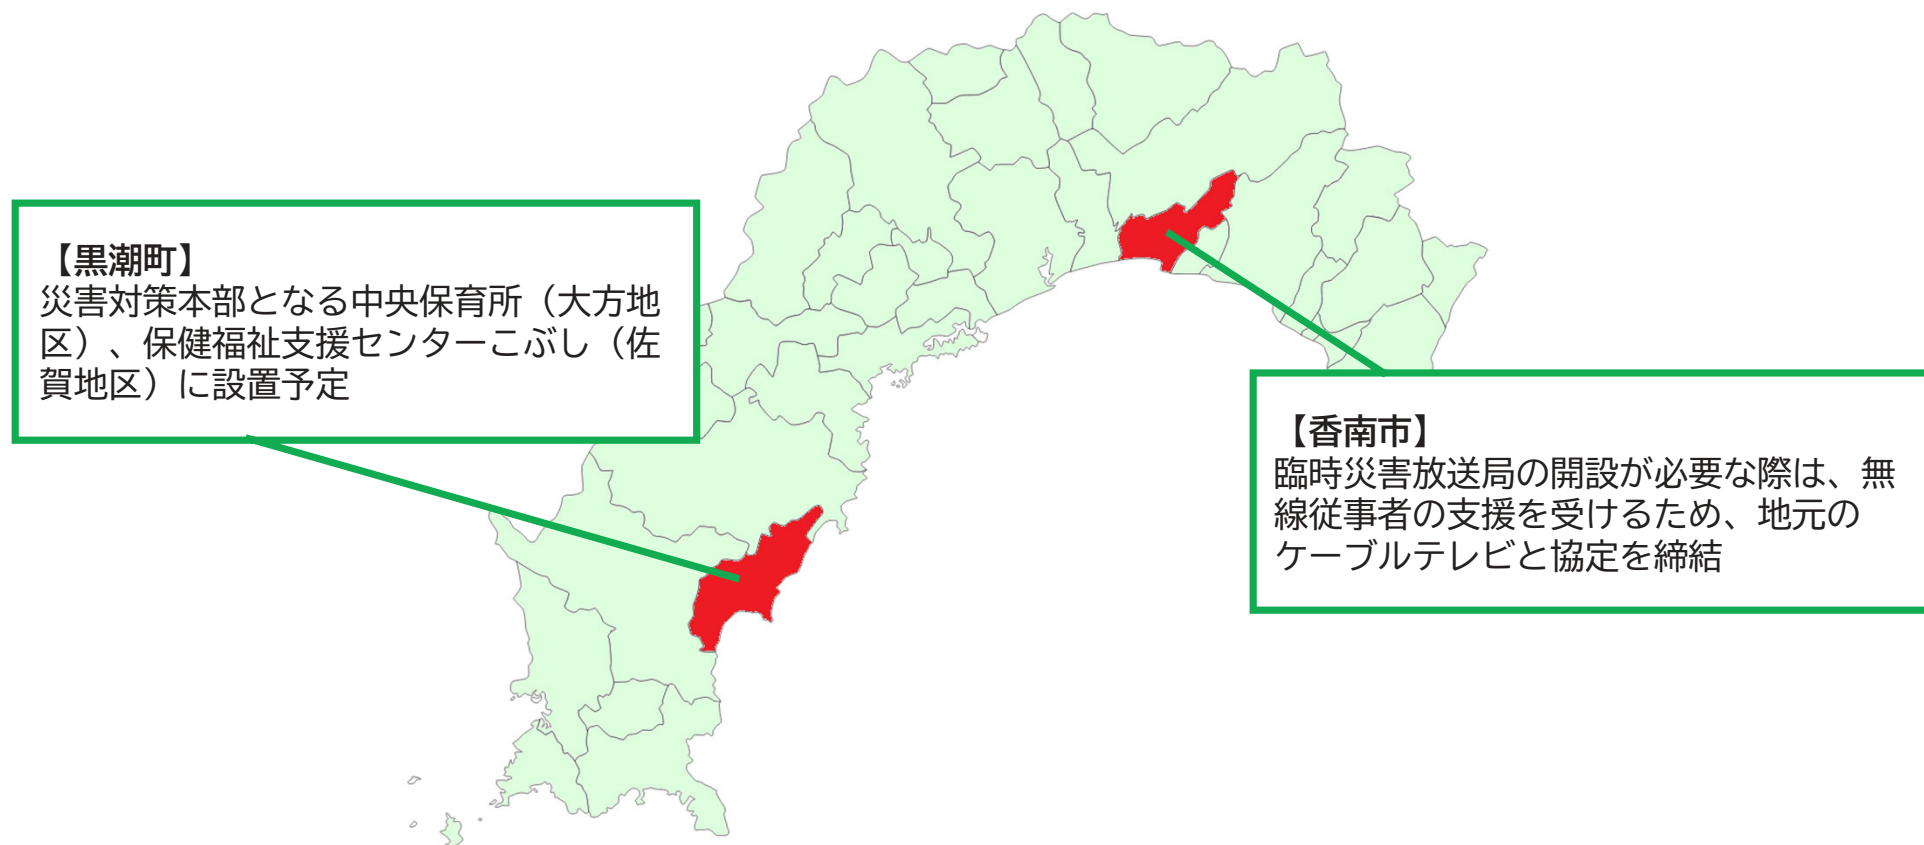 【黒潮町】
災害対策本部となる中央保育所（大方地
区）、保健福祉支援センターこぶし（佐
賀地区）に設置予定
【香南市】
臨時災害放送局の開設が必要な際は、無
線従事者の支援を受けるため、地元の
ケーブルテレビと協定を締結